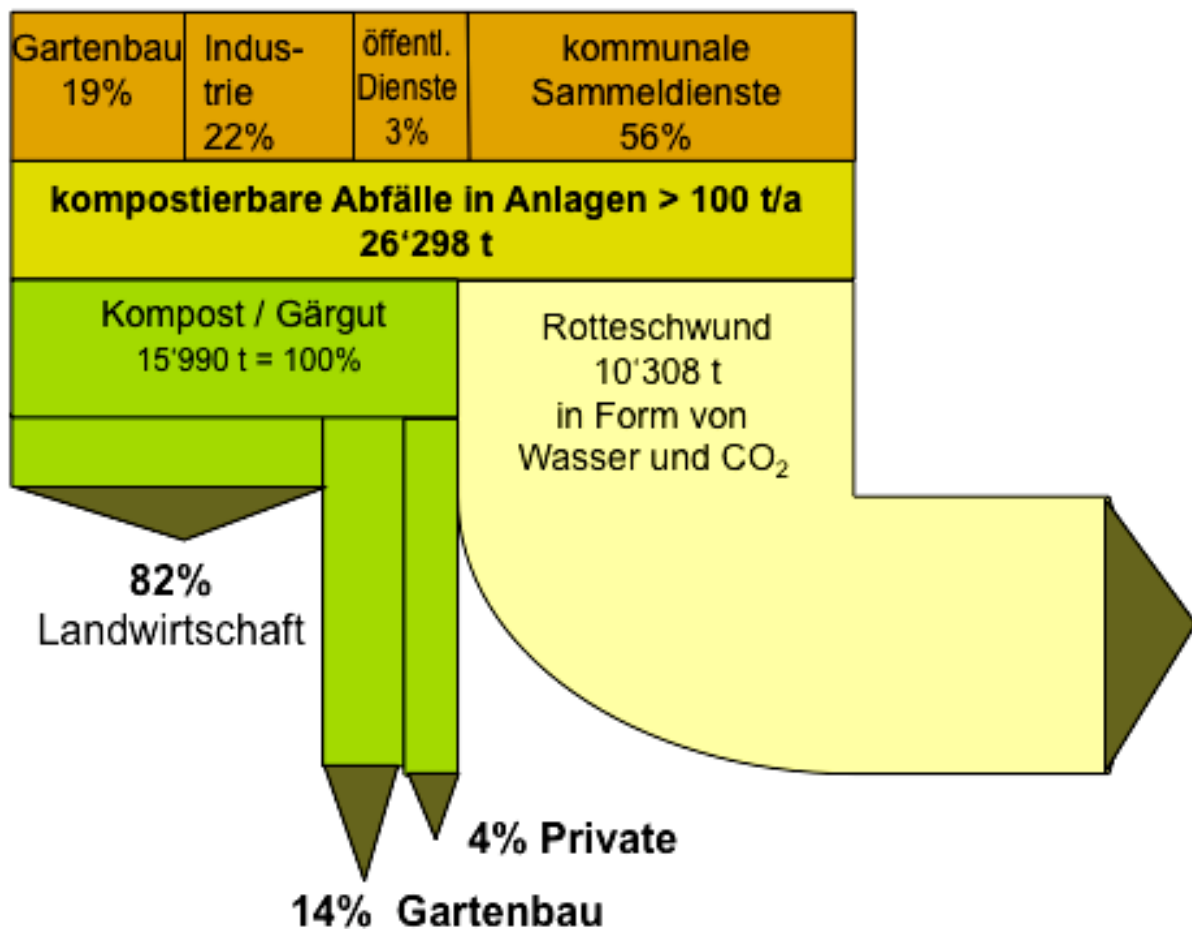 Gartenbau
19%
Indus-
trie
22%
öffentl.
Dienste
3%
kommunale
Sammeldienste
56%
kompostierbare Abfälle in Anlagen > 100 t/a
26‘298 t
Kompost / Gärgut
15‘990 t = 100%
Rotteschwund
10‘308 t
in Form von
Wasser und CO₂
82%
Landwirtschaft
4% Private
14% Gartenbau